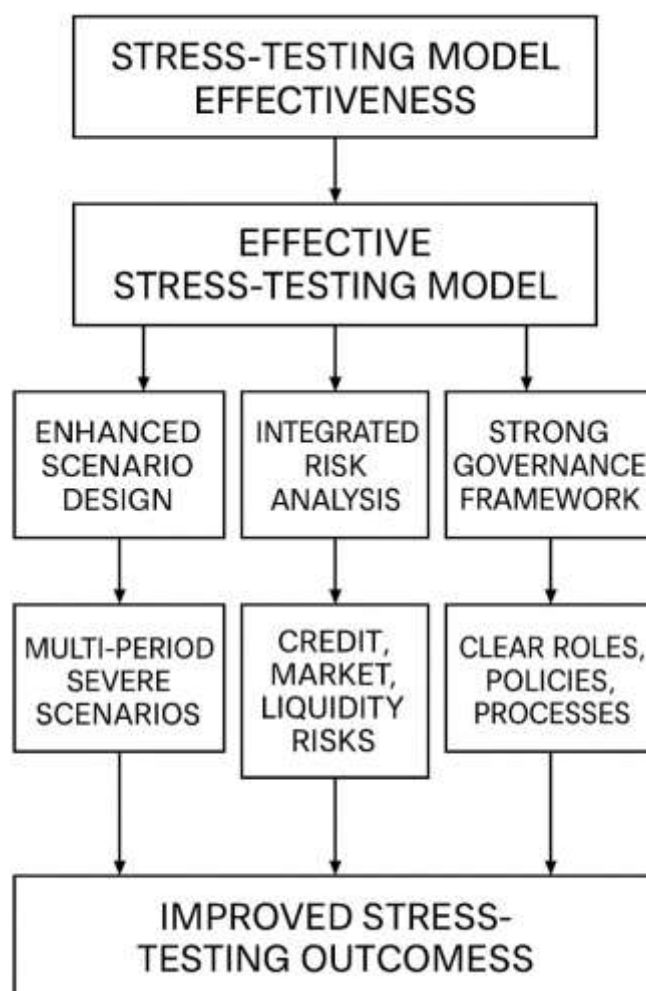 STRESS-TESTING MODEL
EFFECTIVENESS
EFFECTIVE
STRESS-TESTING MODEL
ENHANCED
SCENARIO
DESIGN
INTEGRATED
RISK
ANALYSIS
STRONG
GOVERNANCE
FRAMEWORK
MULTI-PERIOD
SEVERE
SCENARIOS
CREDIT,
MARKET,
LIQUIDITY
RISKS
CLEAR ROLES,
POLICIES,
PROCESSES
IMPROVED STRESS-
TESTING OUTCOMESS